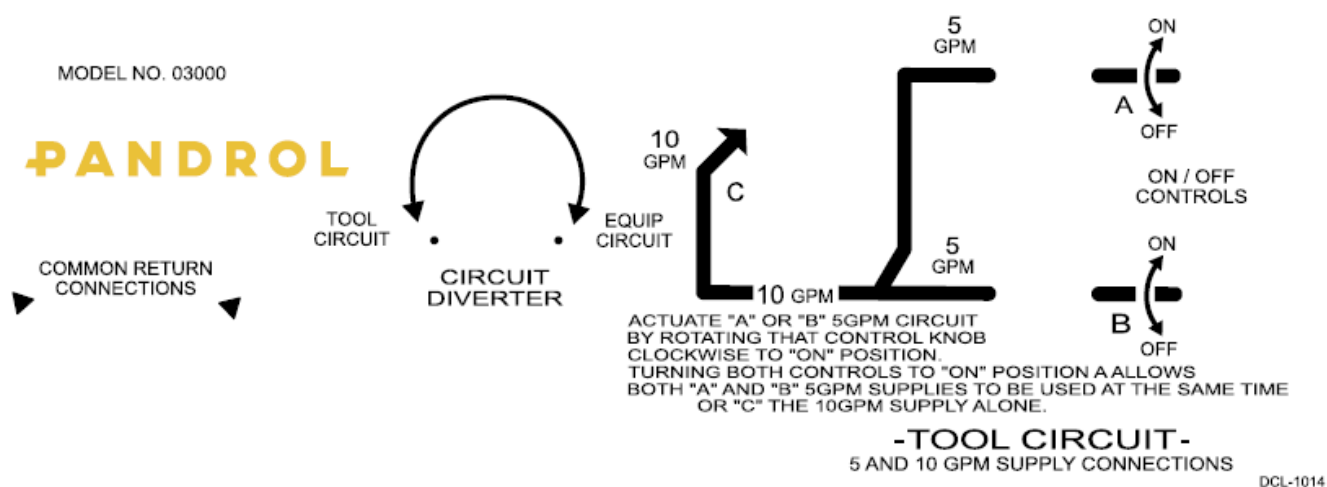 MODEL NO. 03000
PANDROL
COMMON RETURN
CONNECTIONS
TOOL
CIRCUIT
EQUIP
CIRCUIT
CIRCUIT
DIVERTER
10
GPM
C
5
GPM
A
ON
OFF
ON / OFF
CONTROLS
10 GPM
5
GPM
B
ON
OFF
ACTUATE "A" OR "B" 5GPM CIRCUIT
BY ROTATING THAT CONTROL KNOB
CLOCKWISE TO "ON" POSITION.
TURNING BOTH CONTROLS TO "ON" POSITION A ALLOWS
BOTH "A" AND "B" 5GPM SUPPLIES TO BE USED AT THE SAME TIME
OR "C" THE 10GPM SUPPLY ALONE.
-TOOL CIRCUIT-
5 AND 10 GPM SUPPLY CONNECTIONS
DCL-1014